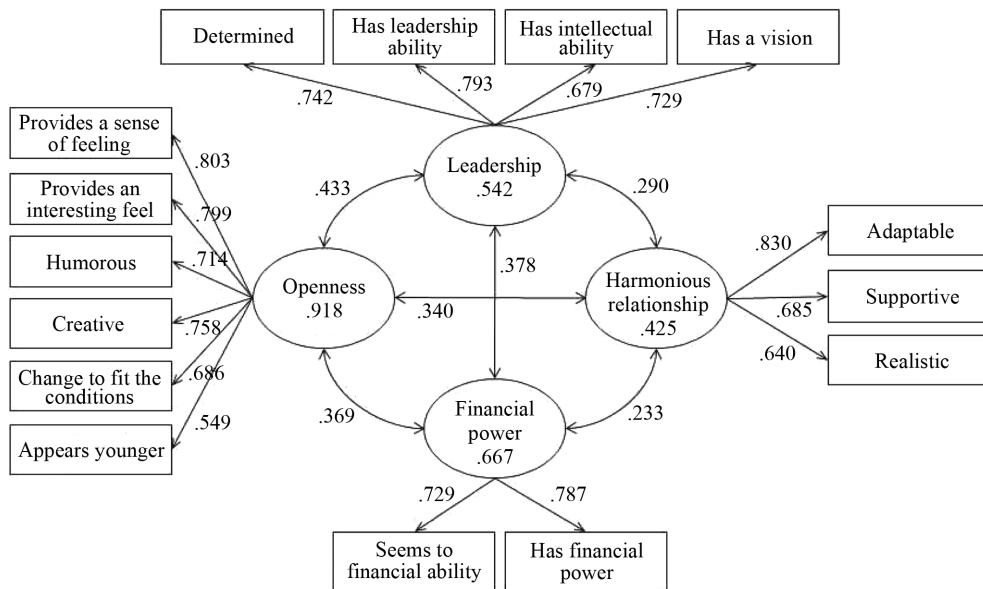 Determined
Has leadership
ability
Has intellectual
ability
Has a vision
.742
.793
.679
.729
Provides a sense
of feeling
Provides an
interesting feel
Humorous
Creative
Change to fit the
conditions
Appears younger
.803
.799
.714
.758
.686
.549
Leadership
.542
.433
.290
Openness
.918
.378
.340
Harmonious
relationship
.425
.830
.685
.640
Adaptable
Supportive
Realistic
.369
.233
Financial
power
.667
.729
.787
Seems to
financial ability
Has financial
power